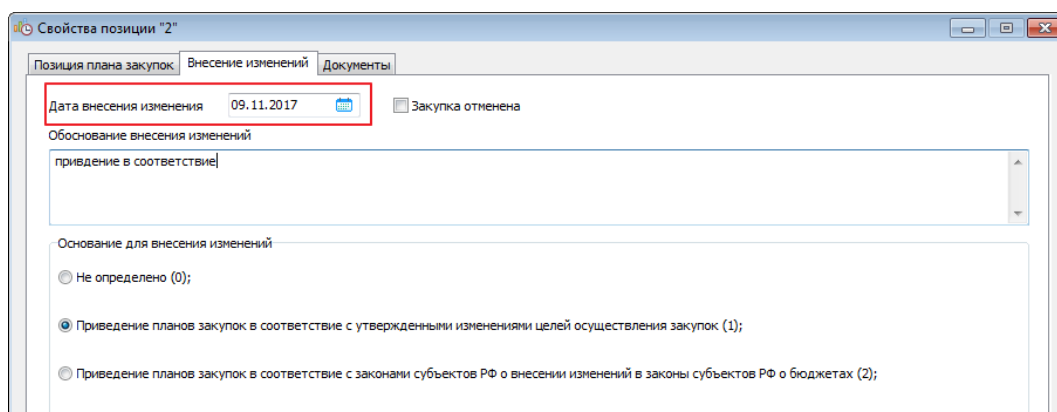 Свойства позиции "2"
Позиция плана закупок Внесение изменений Документы
Дата внесения изменения 09.11.2017 Закупка отменена
Обоснование внесения изменений
привдение в соответствие
Основание для внесения изменений
Не определено (0);
Приведение планов закупок в соответствие с утвержденными изменениями целей осуществления закупок (1);
Приведение планов закупок в соответствие с законами субъектов РФ о внесении изменений в законы субъектов РФ о бюджетах (2);